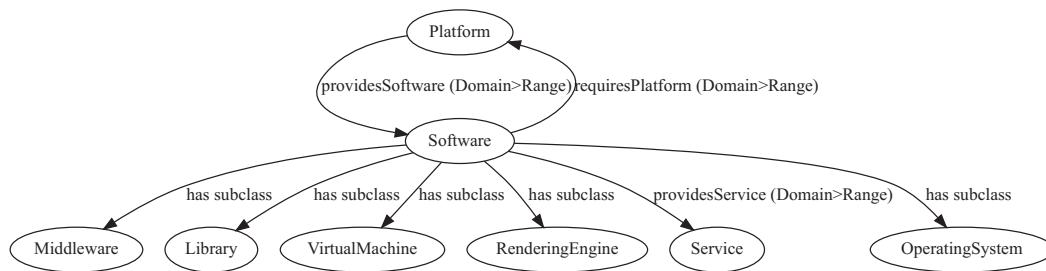 Platform
providesSoftware (Domain>Range)
requiresPlatform (Domain>Range)
Software
has subclass
has subclass
has subclass
has subclass
providesService (Domain>Range)
has subclass
Middleware
Library
VirtualMachine
RenderingEngine
Service
OperatingSystem